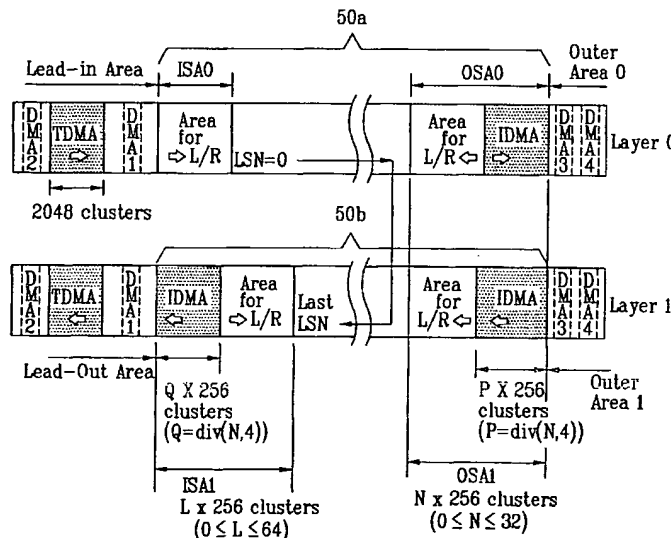 50a
Lead-in Area
ISA0
OSA0
Outer Area 0
DMA2
TDMA
DMA1
Area for L/R
LSN=0
Area for L/R
IDMA
DMA3
DMA4
Layer 0
2048 clusters
50b
DMA2
TDMA
DMA1
IDMA
Area for L/R
Last LSN
Area for L/R
IDMA
DMA3
DMA4
Layer 1
Lead-Out Area
Q X 256 clusters (Q=div(N,4))
P X 256 clusters (P=div(N,4))
Outer Area 1
ISA1
L x 256 clusters
(0 ≤ L ≤ 64)
OSA1
N x 256 clusters
(0 ≤ N ≤ 32)